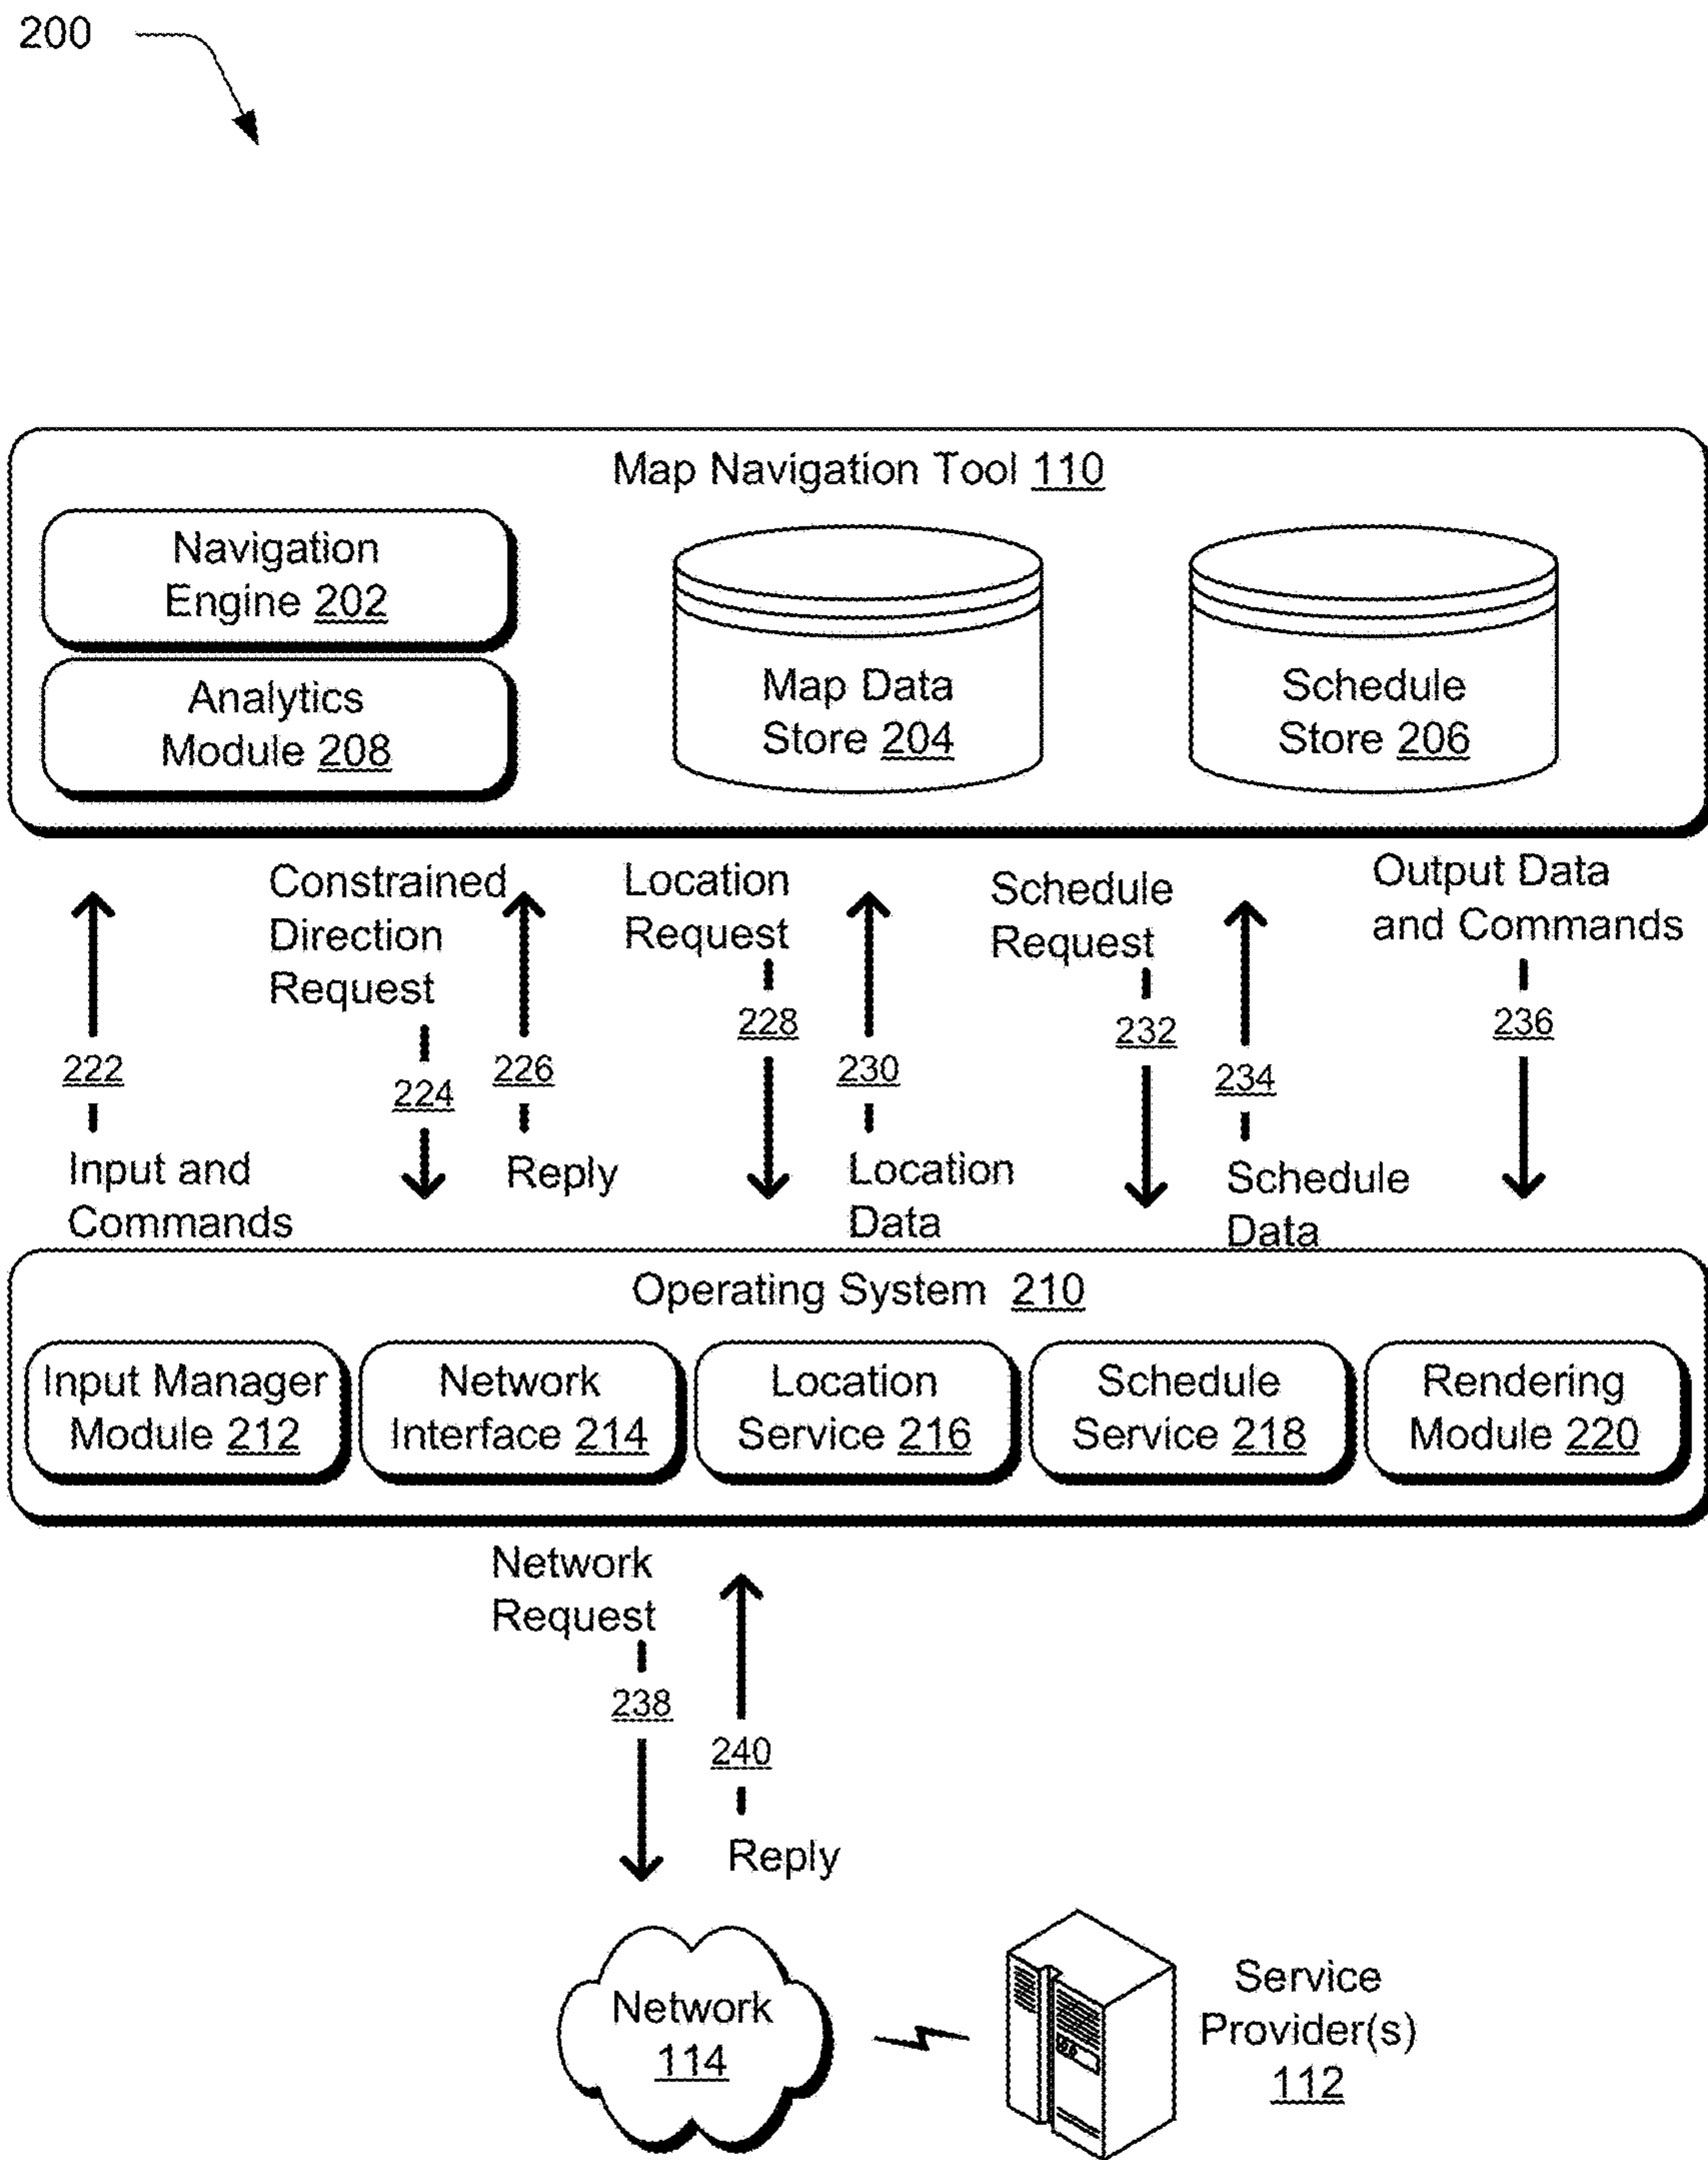 200
Map Navigation Tool 110
Navigation
Engine 202
Analytics
Module 208
Map Data
Store 204
Schedule
Store 206
222
Input and
Commands
Constrained
Direction
Request
224
226
Reply
Location
Request
228
230
Location
Data
Schedule
Request
232
234
Schedule
Data
Output Data
and Commands
236
Operating System 210
Input Manager
Module 212
Network
Interface 214
Location
Service 216
Schedule
Service 218
Rendering
Module 220
Network
Request
238
240
Reply
Network
114
Service
Provider(s)
112